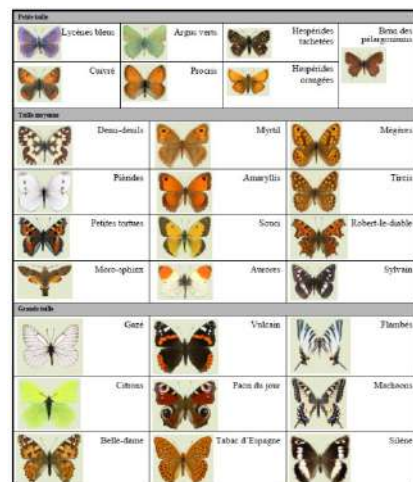 Petite taille
Lycènes bleus
Argus verts
Hespérides tachetées
Brun des pélargoniums
Cuivré
Procris
Hespérides orangées
Taille moyenne
Demi-deuils
Myrtil
Mégères
Piérides
Amaryllis
Tircis
Petites tortues
Souci
Robert-le-diable
Moro-sphinx
Aurores
Sylvain
Grande taille
Gazé
Vulcain
Flambés
Citrons
Paon du jour
Machaons
Belle-dame
Tabac d'Espagne
Silène